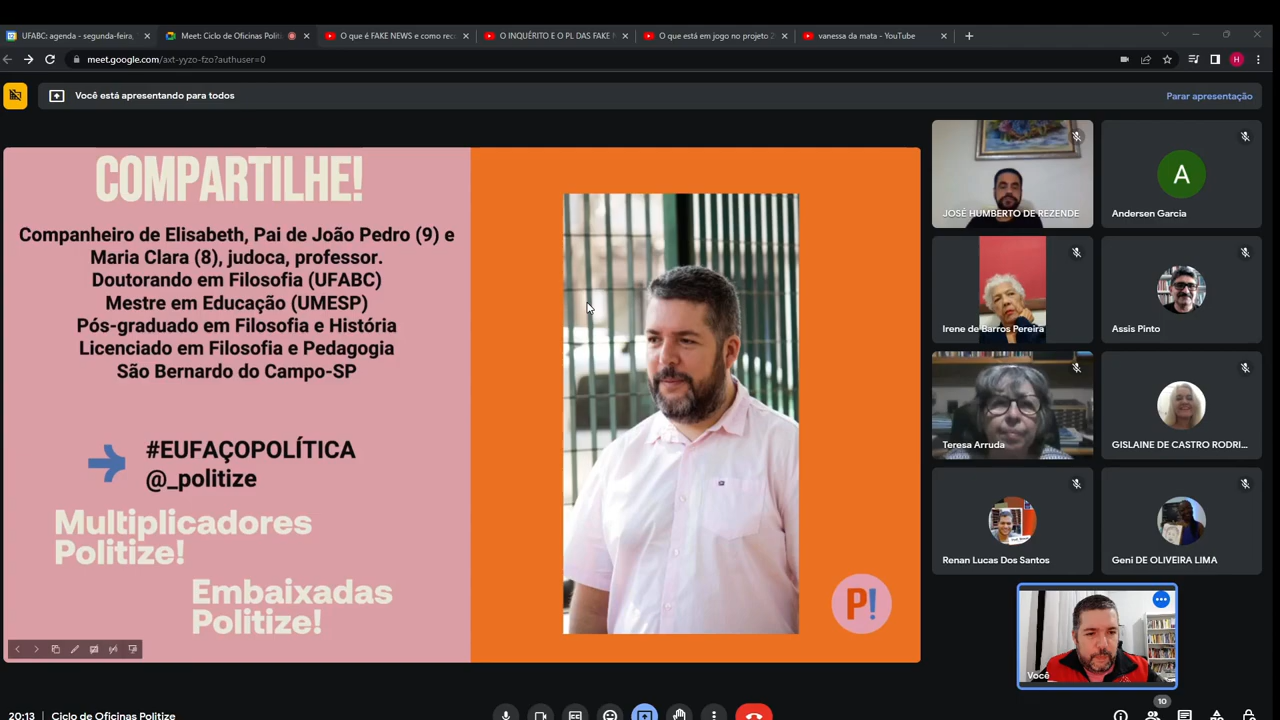 UFABC: agenda - segunda-feira,
Meet: Ciclo de Oficinas Politi
O que é FAKE NEWS e como rec
O INQUÉRITO E O PL DAS FAKE N
O que está em jogo no projeto 2
vanessa da mata - YouTube
meet.google.com/axt-yyzo-fzo?authuser=0
H
Você está apresentando para todos
Parar apresentação
COMPARTILHE!
Companheiro de Elisabeth, Pai de João Pedro (9) e
Maria Clara (8), judoca, professor.
Doutorando em Filosofia (UFABC)
Mestre em Educação (UMESP)
Pós-graduado em Filosofia e História
Licenciado em Filosofia e Pedagogia
São Bernardo do Campo-SP
#EUFAÇOPOLÍTICA
@_politize
Multiplicadores
Politize!
Embaixadas
Politize!
P!
JOSÉ HUMBERTO DE REZENDE
A
Andersen Garcia
Irene de Barros Pereira
Assis Pinto
Teresa Arruda
GISLAINE DE CASTRO RODRI...
Renan Lucas Dos Santos
Geni DE OLIVEIRA LIMA
Você
10
20:13
Ciclo de Oficinas Politize